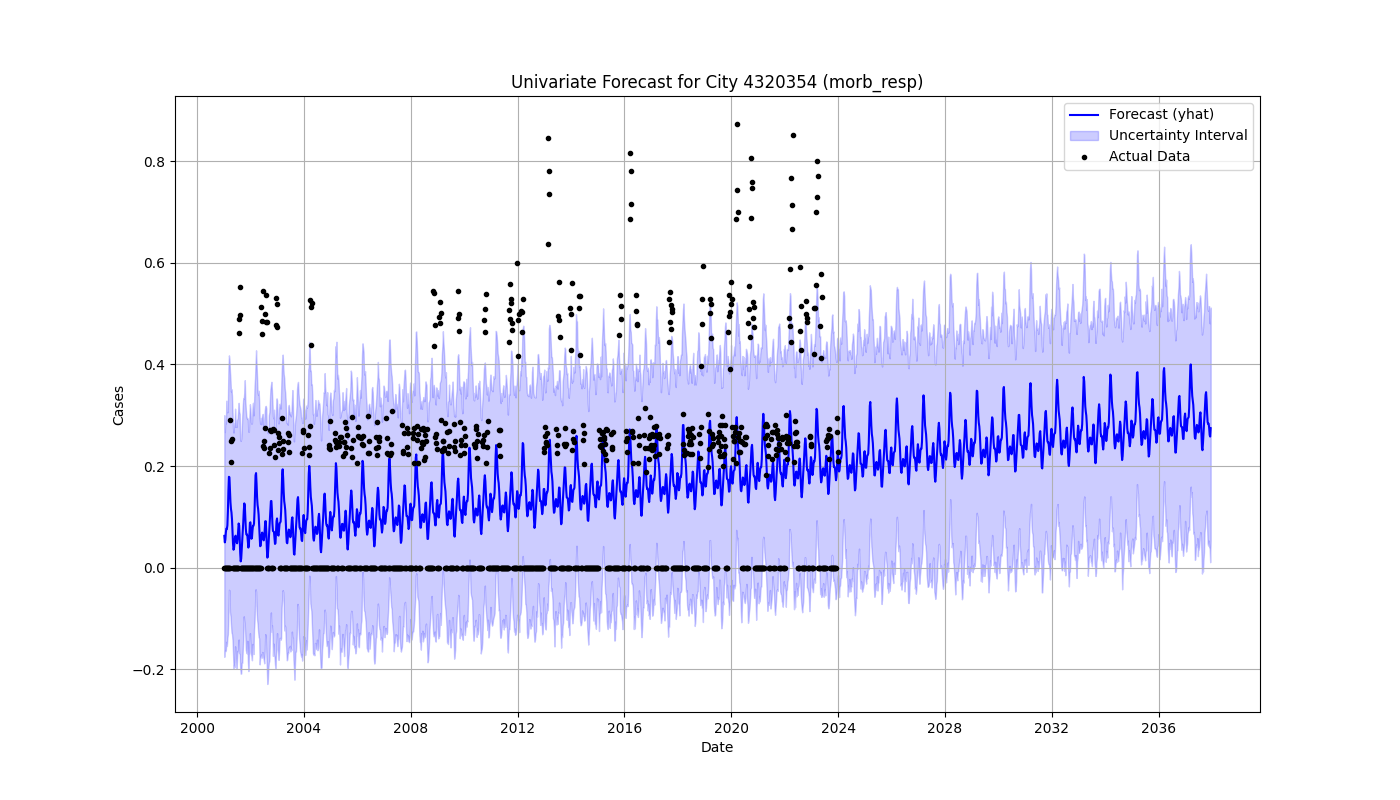 Univariate Forecast for City 4320354 (morb_resp)
Forecast (yhat)
Uncertainty Interval
Actual Data
Cases
0.8
0.6
0.4
0.2
0.0
−0.2
2000 2004 2008 2012 2016 2020 2024 2028 2032 2036
Date